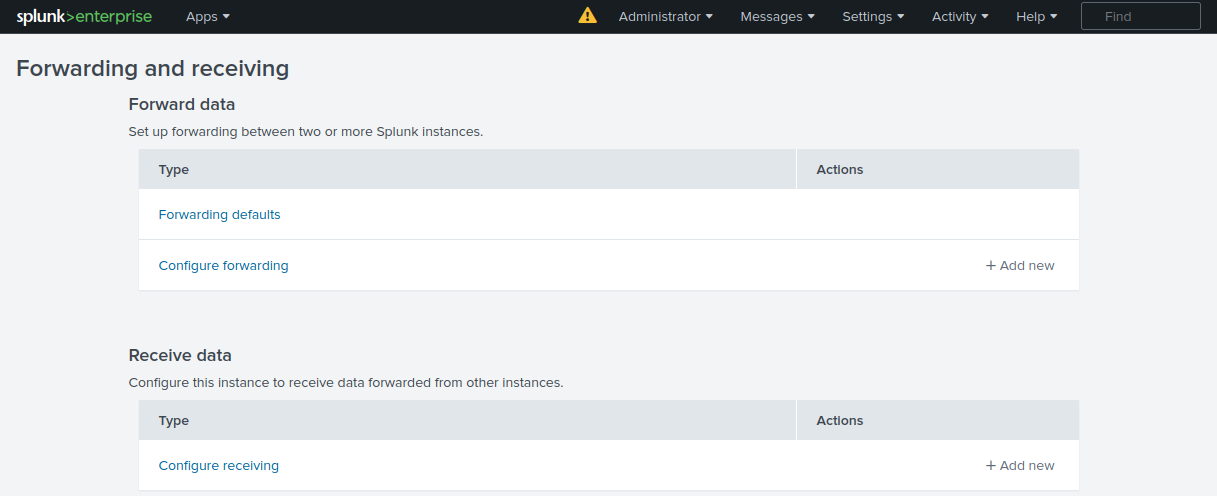 splunk>enterprise Apps Administrator Messages Settings Activity Help Find
Forwarding and receiving
Forward data
Set up forwarding between two or more Splunk instances.
Type Actions
Forwarding defaults
Configure forwarding + Add new
Receive data
Configure this instance to receive data forwarded from other instances.
Type Actions
Configure receiving + Add new